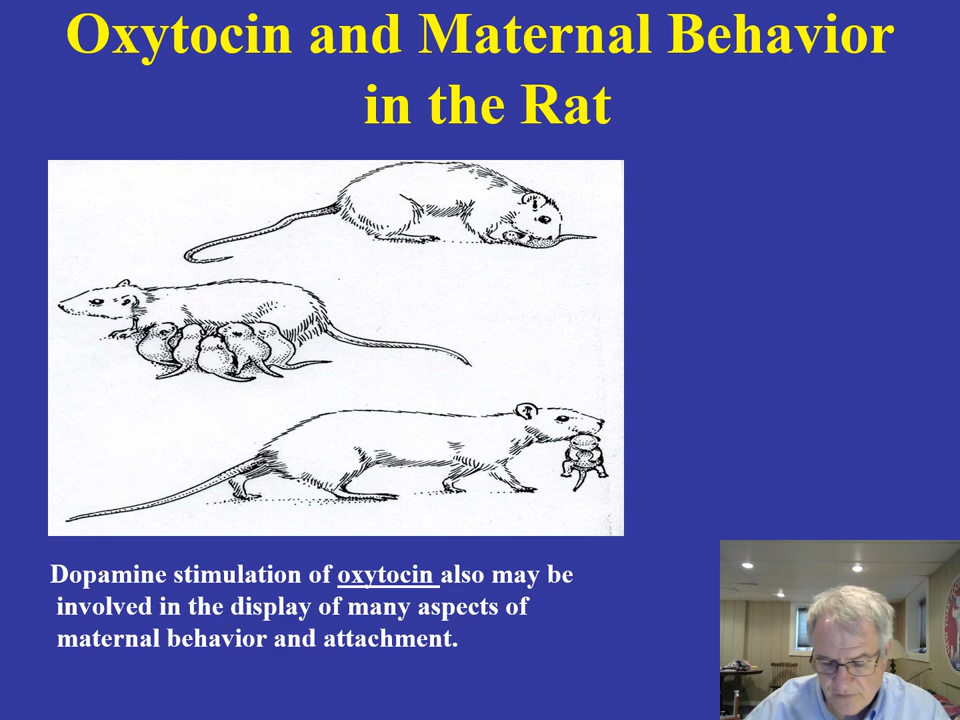 Oxytocin and Maternal Behavior
in the Rat
Dopamine stimulation of oxytocin also may be
involved in the display of many aspects of
maternal behavior and attachment.